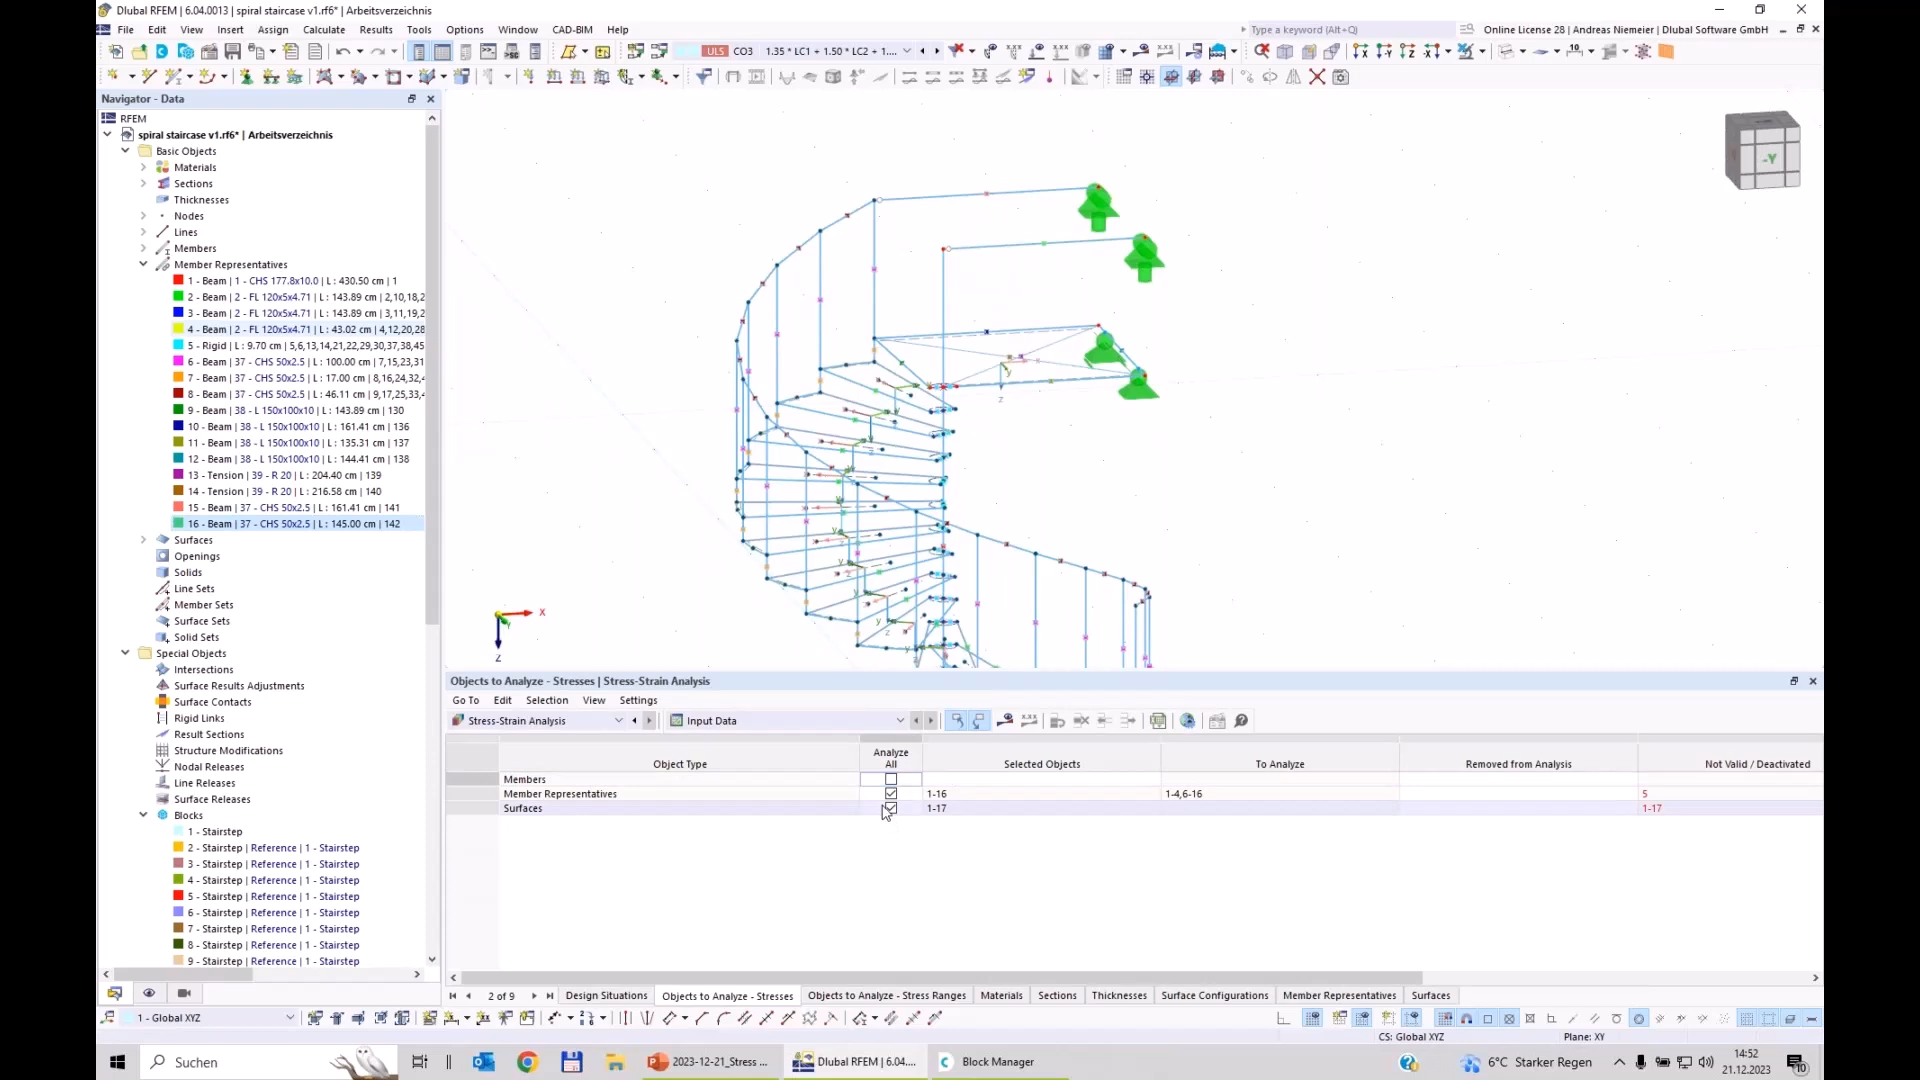 Dlubal RFEM | 6.04.0013 | spiral staircase v1.rf6* | Arbeitsverzeichnis
File Edit View Insert Assign Calculate Results Tools Options Window CAD-BIM Help
Type a keyword (Alt+Q)
Online License 28 | Andreas Niemeier | Dlubal Software GmbH
ULS CO3 1.35 * LC1 + 1.50 * LC2 + 1....
Navigator - Data
RFEM
spiral staircase v1.rf6* | Arbeitsverzeichnis
Basic Objects
Materials
Sections
Thicknesses
Nodes
Lines
Members
Member Representatives
1 - Beam | 1 - CHS 177.8x10.0 | L : 430.50 cm | 1
2 - Beam | 2 - FL 120x5x4.71 | L : 143.89 cm | 2,10,18,2
3 - Beam | 2 - FL 120x5x4.71 | L : 143.89 cm | 3,11,19,2
4 - Beam | 2 - FL 120x5x4.71 | L : 43.02 cm | 4,12,20,28
5 - Rigid | L : 9.70 cm | 5,6,13,14,21,22,29,30,37,38,45
6 - Beam | 37 - CHS 50x2.5 | L : 100.00 cm | 7,15,23,31
7 - Beam | 37 - CHS 50x2.5 | L : 17.00 cm | 8,16,24,32,4
8 - Beam | 37 - CHS 50x2.5 | L : 46.11 cm | 9,17,25,33,4
9 - Beam | 38 - L 150x100x10 | L : 143.89 cm | 130
10 - Beam | 38 - L 150x100x10 | L : 161.41 cm | 136
11 - Beam | 38 - L 150x100x10 | L : 135.31 cm | 137
12 - Beam | 38 - L 150x100x10 | L : 144.41 cm | 138
13 - Tension | 39 - R 20 | L : 204.40 cm | 139
14 - Tension | 39 - R 20 | L : 216.58 cm | 140
15 - Beam | 37 - CHS 50x2.5 | L : 161.41 cm | 141
16 - Beam | 37 - CHS 50x2.5 | L : 145.00 cm | 142
Surfaces
Openings
Solids
Line Sets
Member Sets
Surface Sets
Solid Sets
Special Objects
Intersections
Surface Results Adjustments
Surface Contacts
Rigid Links
Result Sections
Structure Modifications
Nodal Releases
Line Releases
Surface Releases
Blocks
1 - Stairstep
2 - Stairstep | Reference | 1 - Stairstep
3 - Stairstep | Reference | 1 - Stairstep
4 - Stairstep | Reference | 1 - Stairstep
5 - Stairstep | Reference | 1 - Stairstep
6 - Stairstep | Reference | 1 - Stairstep
7 - Stairstep | Reference | 1 - Stairstep
8 - Stairstep | Reference | 1 - Stairstep
9 - Stairstep | Reference | 1 - Stairstep
-Y
X
Z
Objects to Analyze - Stresses | Stress-Strain Analysis
Go To Edit Selection View Settings
Stress-Strain Analysis Input Data
Object Type Analyze All Selected Objects To Analyze Removed from Analysis Not Valid / Deactivated
Members
Member Representatives 1-16 1-4,6-16 5
Surfaces 1-17 1-17
2 of 9 Design Situations Objects to Analyze - Stresses Objects to Analyze - Stress Ranges Materials Sections Thicknesses Surface Configurations Member Representatives Surfaces
1 - Global XYZ
CS: Global XYZ Plane: XY
Suchen
2023-12-21_Stress ...
Dlubal RFEM | 6.04....
Block Manager
6°C Starker Regen
14:52
21.12.2023
10